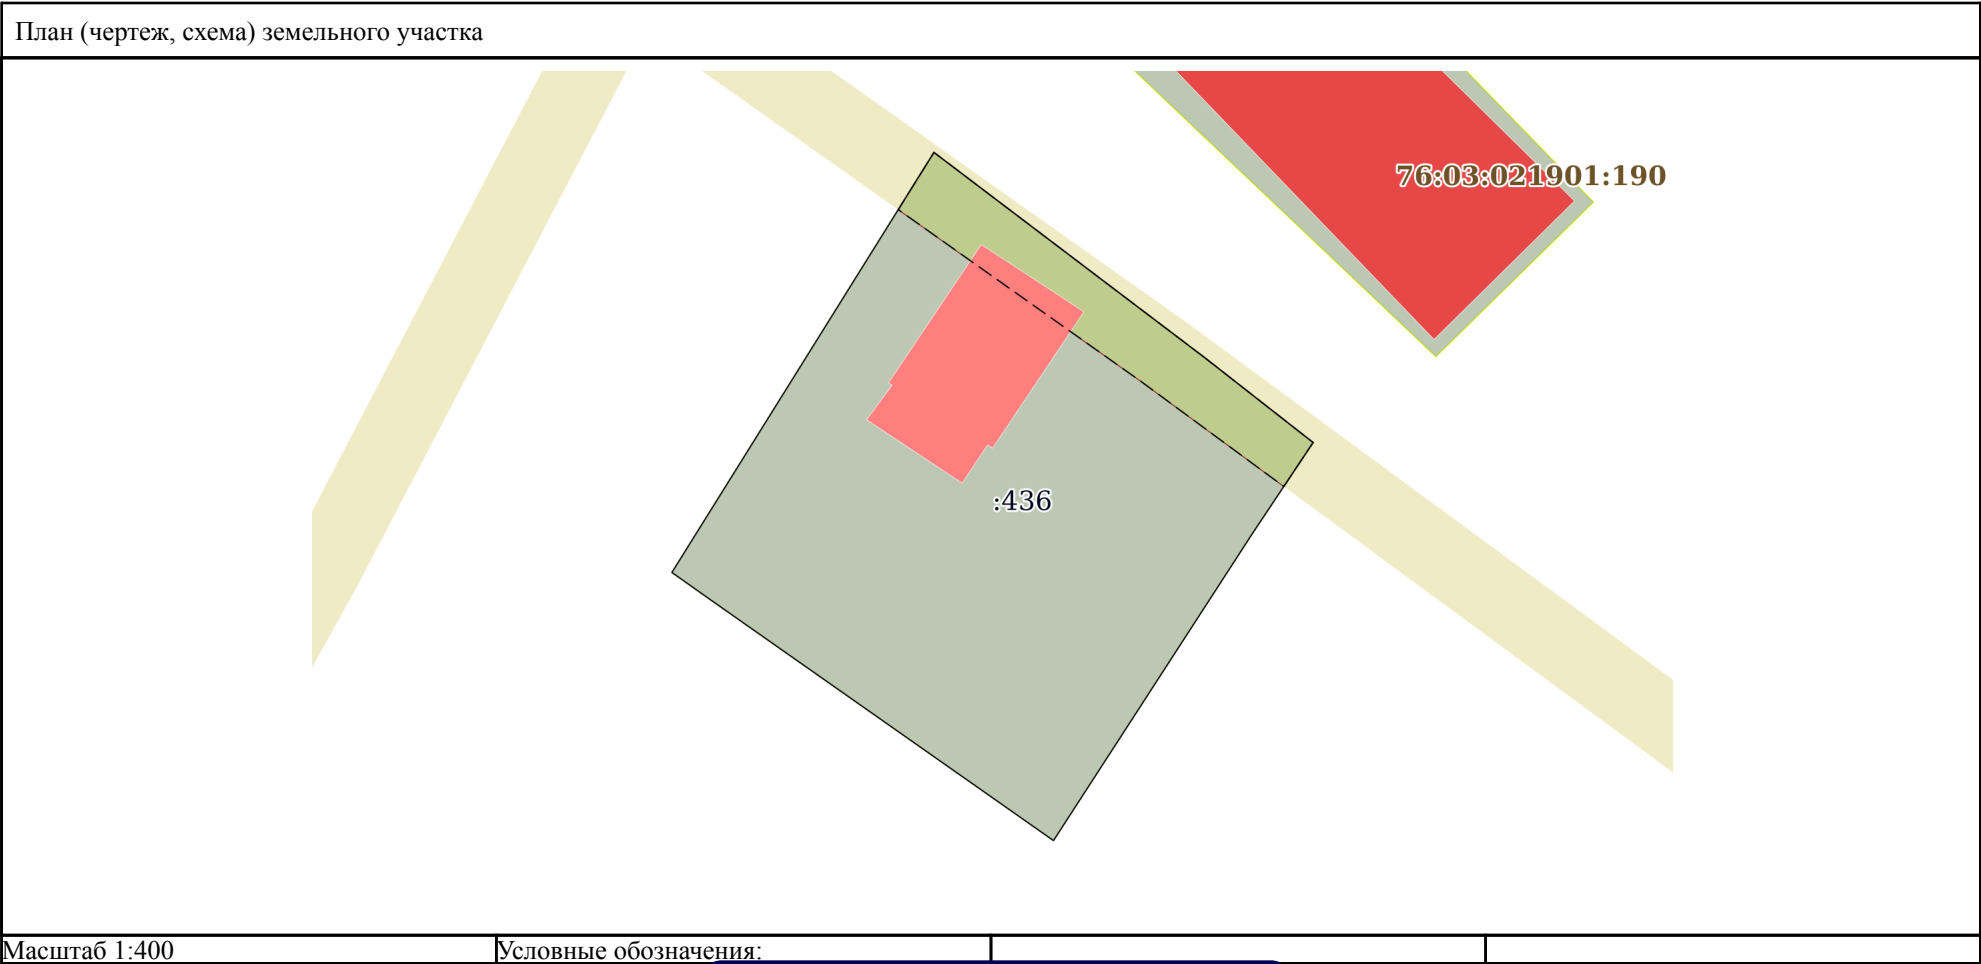 План (чертеж, схема) земельного участка
76:03:021901:190
:436
Масштаб 1:400
Условные обозначения: